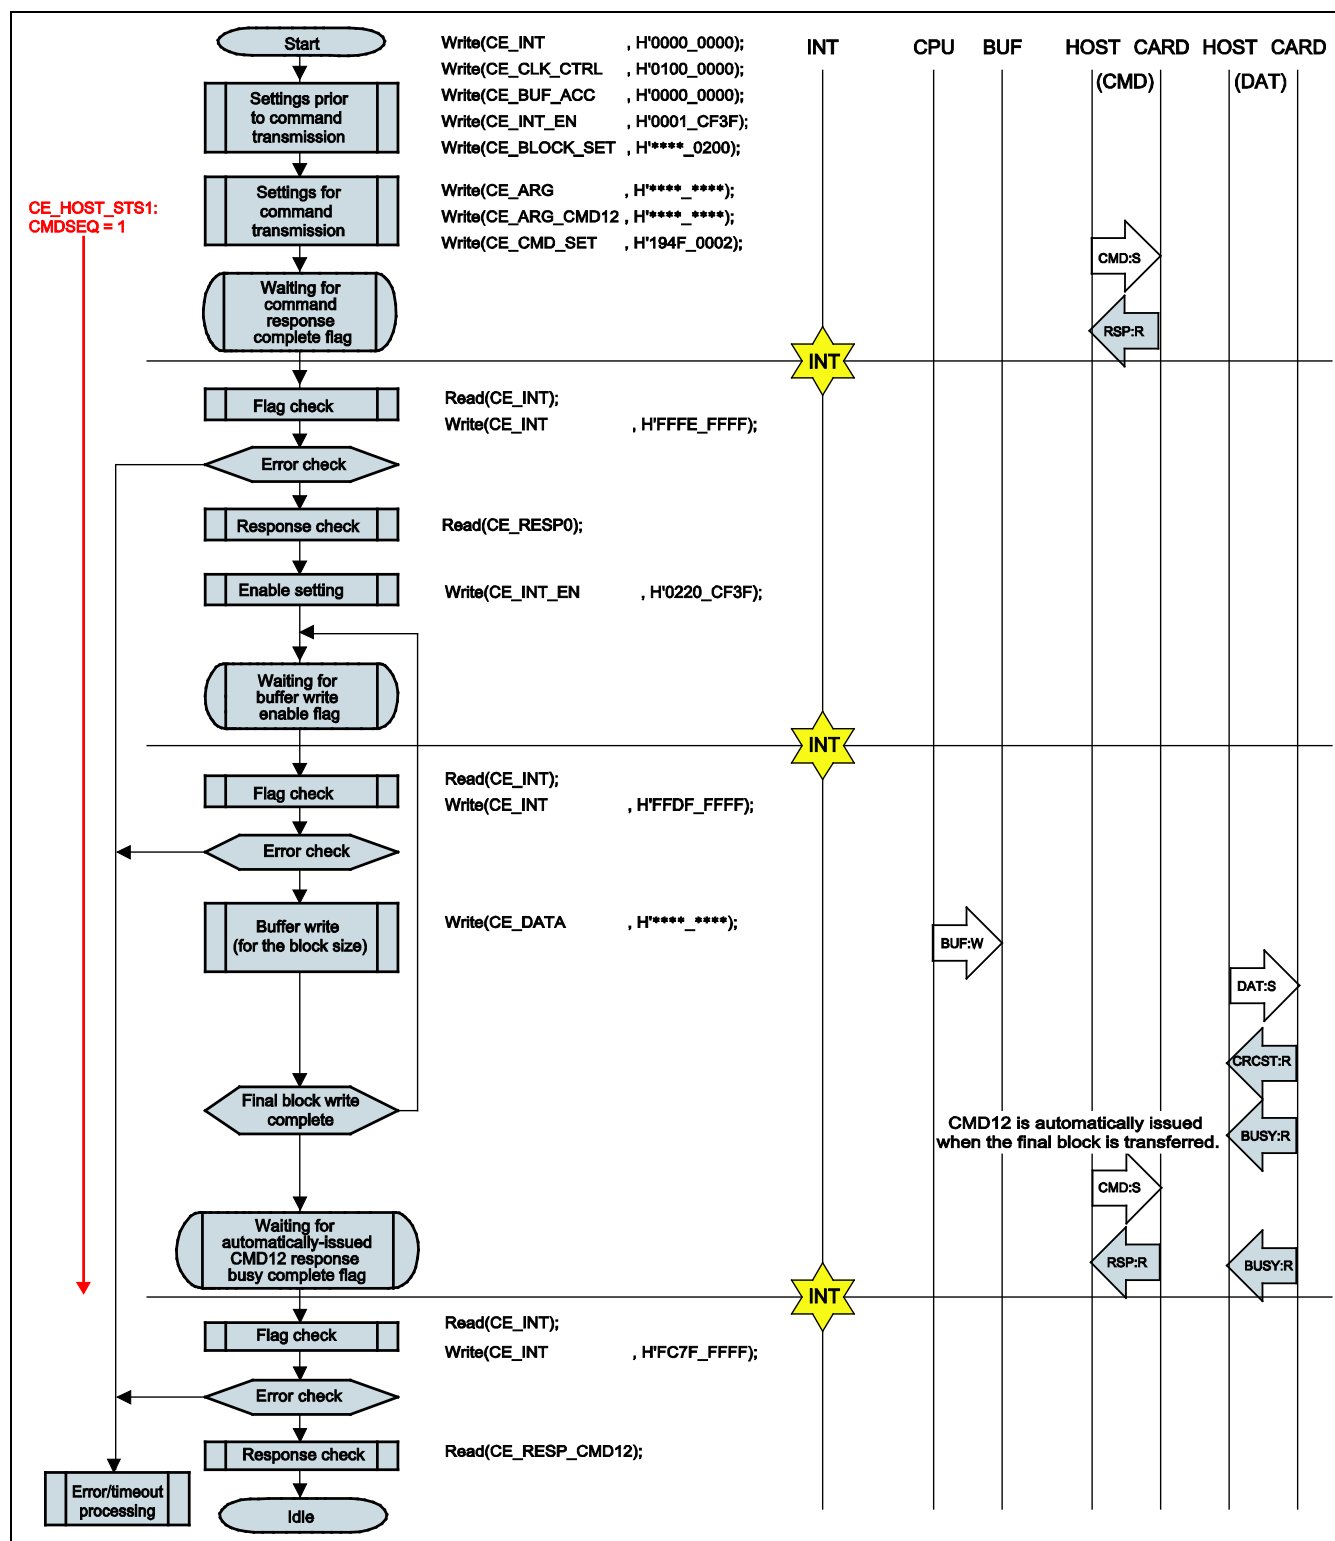 Start
Write(CE_INT , H'0000_0000);
INT
CPU BUF
HOST CARD HOST CARD
(CMD) (DAT)
Write(CE_CLK_CTRL , H'0100_0000);
Settings prior
to command
transmission
Write(CE_BUF_ACC , H'0000_0000);
Write(CE_INT_EN , H'0001_CF3F);
Write(CE_BLOCK_SET , H'****_0200);
CE_HOST_STS1:
CMDSEQ = 1
Settings for
command
transmission
Write(CE_ARG , H'****_****);
Write(CE_ARG_CMD12 , H'****_****);
Write(CE_CMD_SET , H'194F_0002);
CMD:S
Waiting for
command
response
complete flag
RSP:R
INT
Flag check
Read(CE_INT);
Write(CE_INT , H'FFFE_FFFF);
Error check
Response check
Read(CE_RESP0);
Enable setting
Write(CE_INT_EN , H'0220_CF3F);
Waiting for
buffer write
enable flag
INT
Flag check
Read(CE_INT);
Write(CE_INT , H'FFDF_FFFF);
Error check
Buffer write
(for the block size)
Write(CE_DATA , H'****_****);
BUF:W
DAT:S
CRCST:R
Final block write
complete
CMD12 is automatically issued
when the final block is transferred.
BUSY:R
CMD:S
Waiting for
automatically-issued
CMD12 response
busy complete flag
RSP:R
BUSY:R
INT
Flag check
Read(CE_INT);
Write(CE_INT , H'FC7F_FFFF);
Error check
Response check
Read(CE_RESP_CMD12);
Error/timeout
processing
Idle